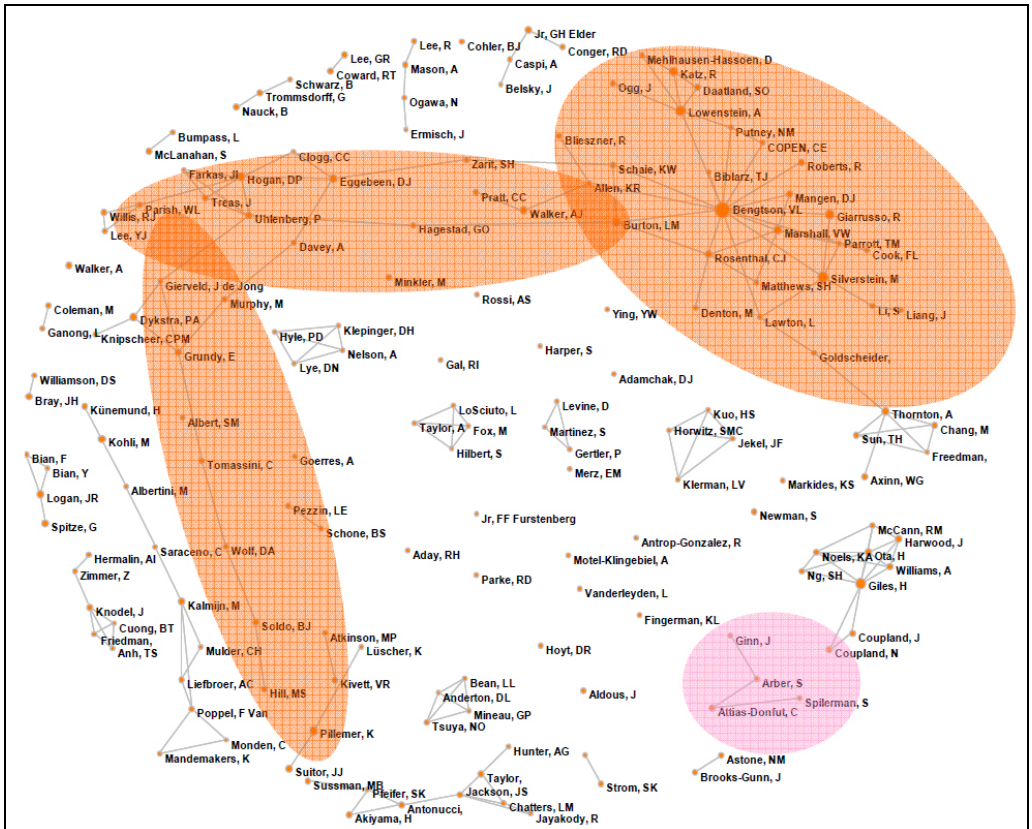 Jr, GH Elder
Lee, R
Cohler, BJ
Conger, RD
Lee, GR
Mehlhausen-Hassoen, D
Mason, A
Caspi, A
Coward, RT
Katz, R
Schwarz, B
Belsky, J
Ogg, J
Daatland, SO
Trommsdorff, G
Ogawa, N
Nauck, B
Lowenstein, A
Ermisch, J
Putney, NM
Bumpass, L
Blieszner, R
COPEN, CE
McLanahan, S
Clogg, CC
Zarit, SH
Schaie, KW
Roberts, R
Farkas, JI
Hogan, DP
Eggebeen, DJ
Biblarz, TJ
Allen, KR
Pratt, CC
Mangen, DJ
Treas, J
Parish, WL
Willis, RJ
Uhlenberg, P
Walker, AJ
Bengtson, VL
Giarrusso, R
Lee, YJ
Hagestad, GO
Burton, LM
Marshall, VW
Davey, A
Parrott, TM
Cook, FL
Rosenthal, CJ
Walker, A
Minkler, M
Silverstein, M
Gierveld, J de Jong
Matthews, SH
Rossi, AS
Murphy, M
Coleman, M
Ying, YW
Denton, M
Li, S
Liang, J
Dykstra, PA
Lawton, L
Ganong, L
Knipscheer, CPM
Hyle, PD
Klepinger, DH
Harper, S
Grundy, E
Nelson, A
Lye, DN
Gal, RI
Goldscheider,
Williamson, DS
Adamchak, DJ
Bray, JH
Künemund, H
LoSciuto, L
Levine, D
Kuo, HS
Thornton, A
Albert, SM
Taylor, A
Fox, M
Martinez, S
Horwitz, SMC
Chang, M
Kohli, M
Jekel, JF
Sun, TH
Hilbert, S
Gertler, P
Freedman,
Bian, F
Goerres, A
Bian, Y
Tomassini, C
Merz, EM
Klerman, LV
Markides, KS
Axinn, WG
Albertini, M
Logan, JR
Pezzin, LE
Spitze, G
Schone, BS
Jr, FF Furstenberg
Newman, S
McCann, RM
Antrop-Gonzalez, R
Harwood, J
Saraceno, C
Wolf, DA
Aday, RH
Motel-Klingebiel, A
Noels, KA
Ota, H
Hermalin, Al
Williams, A
Zimmer, Z
Parke, RD
Ng, SH
Vanderleyden, L
Giles, H
Kalmijn, M
Knodel, J
Fingerman, KL
Cuong, BT
Soldo, BJ
Friedman,
Atkinson, MP
Ginn, J
Coupland, J
Anh, TS
Mulder, CH
Lüscher, K
Hoyt, DR
Coupland, N
Liefbroer, AC
Hill, MS
Kivett, VR
Bean, LL
Arber, S
Anderton, DL
Aldous, J
Spilerman, S
Poppel, F Van
Mineau, GP
Attias-Donfut, C
Tsuya, NO
Pillemer, K
Monden, C
Mandemakers, K
Hunter, AG
Astone, NM
Suitor, JJ
Taylor,
Brooks-Gunn, J
Sussman, MB
Strom, SK
Pfeifer, SK
Jackson, JS
Chatters, LM
Antonucci,
Akiyama, H
Jayakody, R